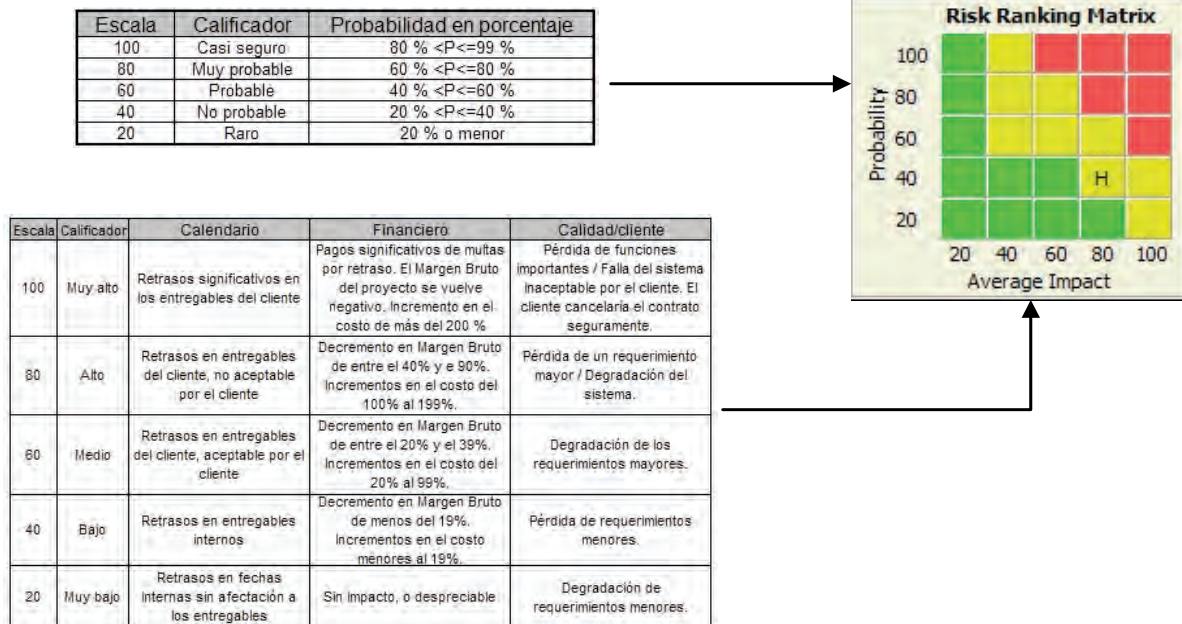 Escala Calificador Probabilidad en porcentaje
100 Casi seguro 80 % <P<=99 %
80 Muy probable 60 % <P<=80 %
60 Probable 40 % <P<=60 %
40 No probable 20 % <P<=40 %
20 Raro 20 % o menor
Risk Ranking Matrix
Probability
100
80
60
40
H
20
20 40 60 80 100
Average Impact
Escala Calificador Calendario Financiero Calidad/cliente
100
Muy alto
Retrasos significativos en
los entregables del cliente
Pagos significativos de multas
por retraso. El Margen Bruto
del proyecto se vuelve
negativo. Incremento en el
costo de más del 200 %
Pérdida de funciones
importantes / Falla del sistema
inaceptable por el cliente. El
cliente cancelaría el contrato
seguramente.
80
Alto
Retrasos en entregables
del cliente, no aceptable
por el cliente
Decremento en Margen Bruto
de entre el 40% y e 90%.
Incrementos en el costo del
100% al 199%.
Pérdida de un requerimiento
mayor / Degradación del
sistema.
60
Medio
Retrasos en entregables
del cliente, aceptable por el
cliente
Decremento en Margen Bruto
de entre el 20% y el 39%.
Incrementos en el costo del
20% al 99%.
Degradación de los
requerimientos mayores.
40
Bajo
Retrasos en entregables
internos
Decremento en Margen Bruto
de menos del 19%.
Incrementos en el costo
menores al 19%.
Pérdida de requerimientos
menores.
20
Muy bajo
Retrasos en fechas
internas sin afectación a
los entregables
Sin impacto, o despreciable
Degradación de
requerimientos menores.